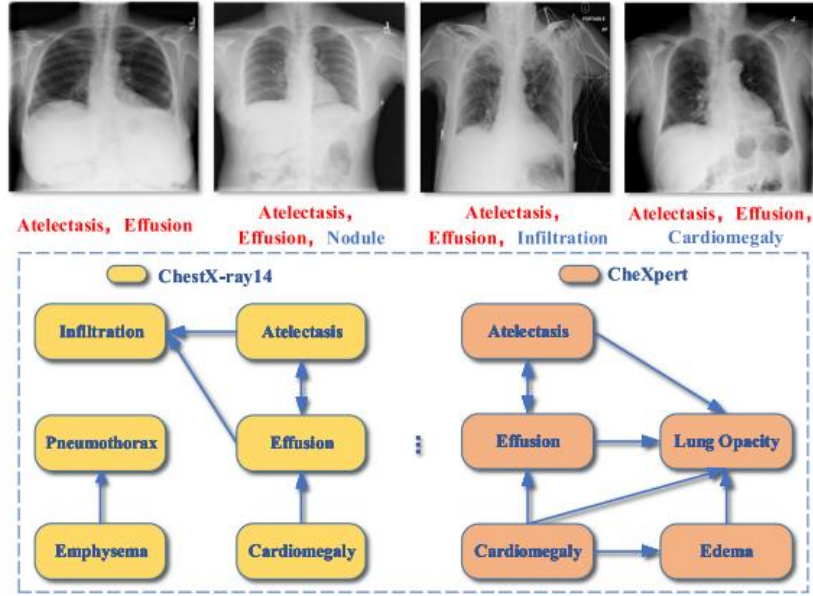 PORTABLE
Atelectasis, Effusion
Atelectasis,
Effusion, Nodule
Atelectasis,
Effusion, Infiltration
Atelectasis, Effusion,
Cardiomegaly
ChestX-ray14
CheXpert
Infiltration
Atelectasis
Atelectasis
Pneumothorax
Effusion
Effusion
Lung Opacity
Emphysema
Cardiomegaly
Cardiomegaly
Edema